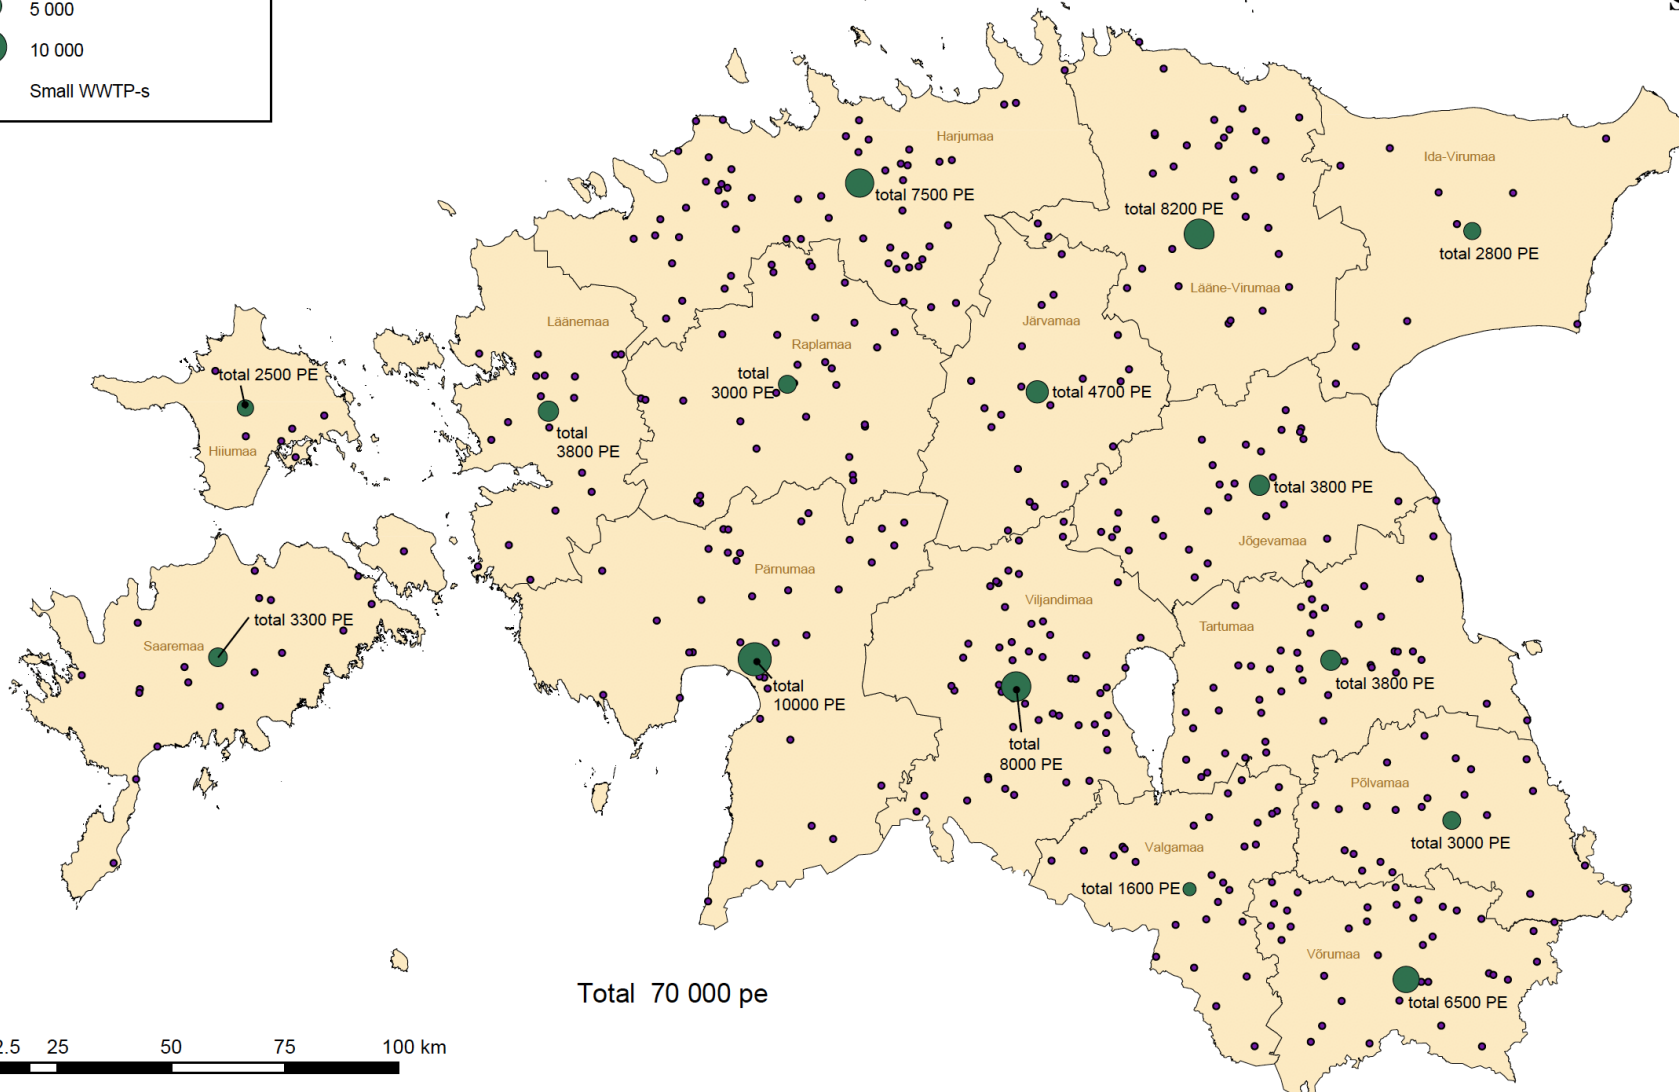 5 000
10 000
Small WWTP-s
Harjumaa
Ida-Virumaa
total 7500 PE
total 8200 PE
total 2800 PE
Lääne-Virumaa
Läänemaa
Järvamaa
Raplamaa
total 2500 PE
total
3000 PE
total 4700 PE
total
3800 PE
Hiiumaa
total 3800 PE
Jõgevamaa
Pärnumaa
Viljandimaa
total 3300 PE
Tartumaa
Saaremaa
total
10000 PE
total 3800 PE
total
8000 PE
Põlvamaa
total 3000 PE
Valgamaa
total 1600 PE
Võrumaa
total 6500 PE
Total 70 000 pe
2.5 25 50 75 100 km